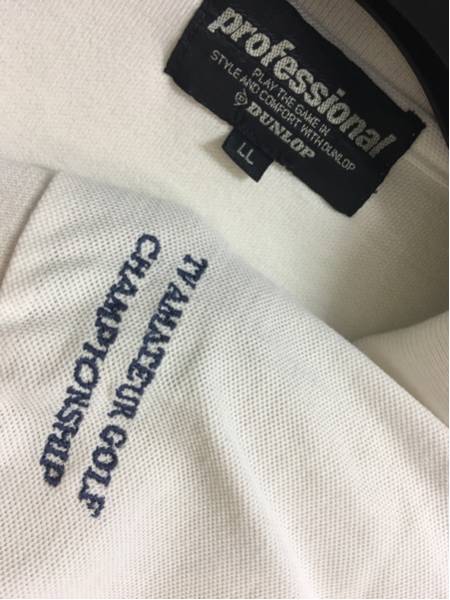 professional
PLAY THE GAME IN
STYLE AND COMFORT WITH DUNLOP
DUNLOP
LL
TV AMATEUR GOLF
CHAMPIONSHIP